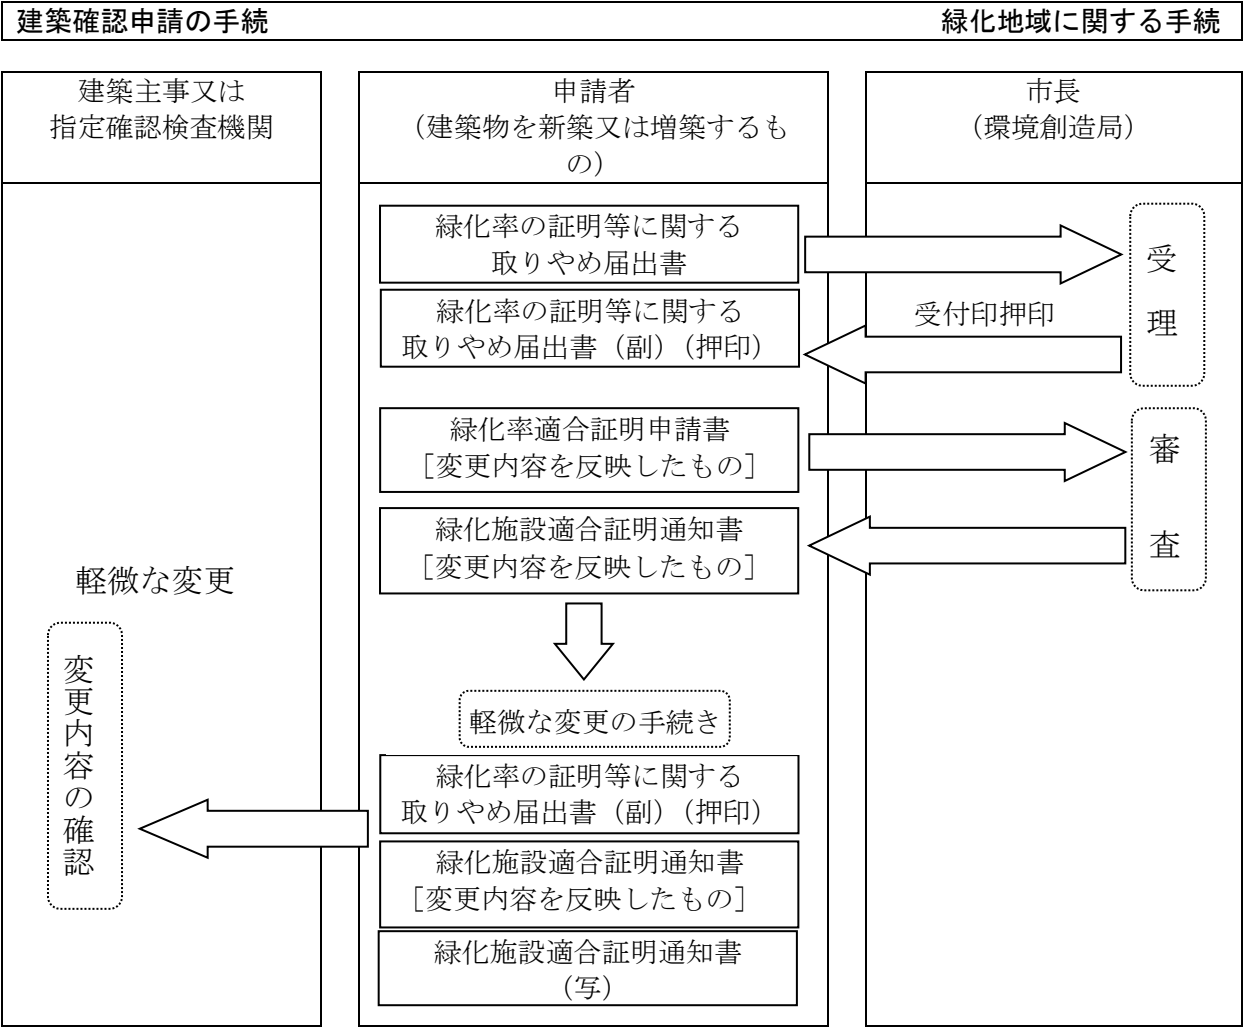 建築確認申請の手続
緑化地域に関する手続
建築主事又は
指定確認検査機関
申請者
（建築物を新築又は増築するも
の）
市長
（環境創造局）
緑化率の証明等に関する
取りやめ届出書
受理
受付印押印
緑化率の証明等に関する
取りやめ届出書（副）（押印）
緑化率適合証明申請書
［変更内容を反映したもの］
審査
緑化施設適合証明通知書
［変更内容を反映したもの］
軽微な変更
変更内容の確認
軽微な変更の手続き
緑化率の証明等に関する
取りやめ届出書（副）（押印）
緑化施設適合証明通知書
［変更内容を反映したもの］
緑化施設適合証明通知書
（写）